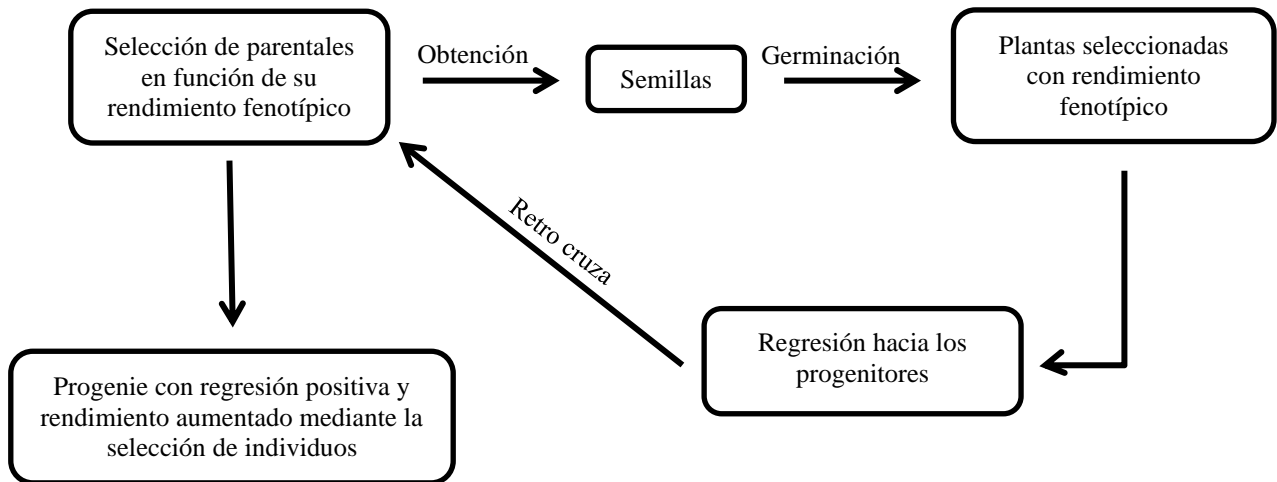 Selección de parentales
en función de su
rendimiento fenotípico
Obtención
Semillas
Germinación
Plantas seleccionadas
con rendimiento
fenotípico
Retro cruza
Regresión hacia los
progenitores
Progenie con regresión positiva y
rendimiento aumentado mediante la
selección de individuos